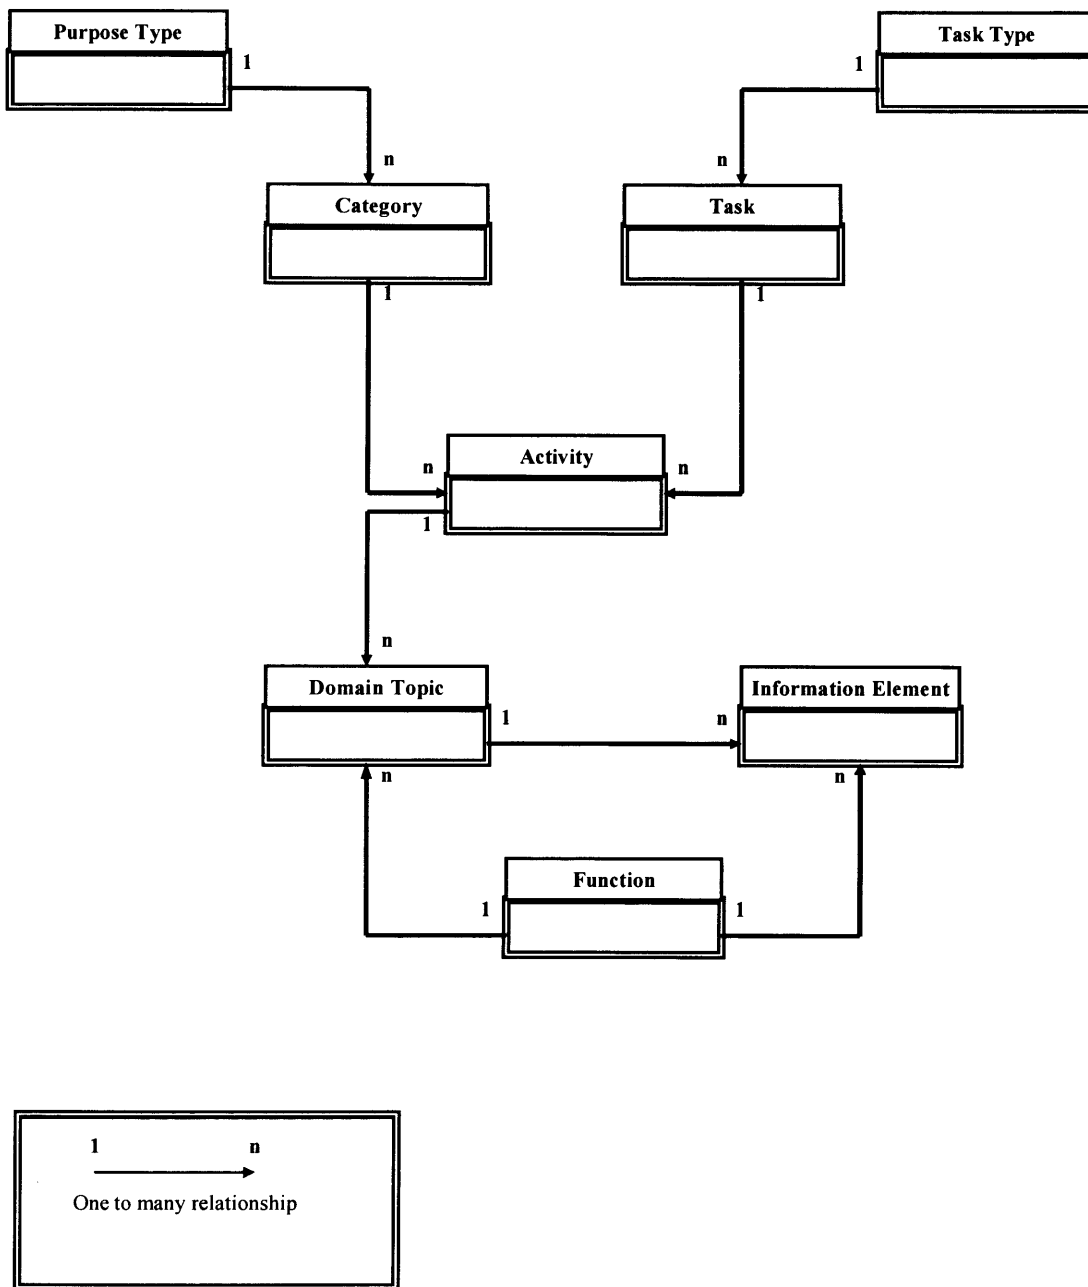 Purpose Type
Task Type
1
1
n
n
Category
Task
1
1
Activity
n
n
1
n
Domain Topic
Information Element
1
n
n
n
Function
1
1
1
n
One to many relationship